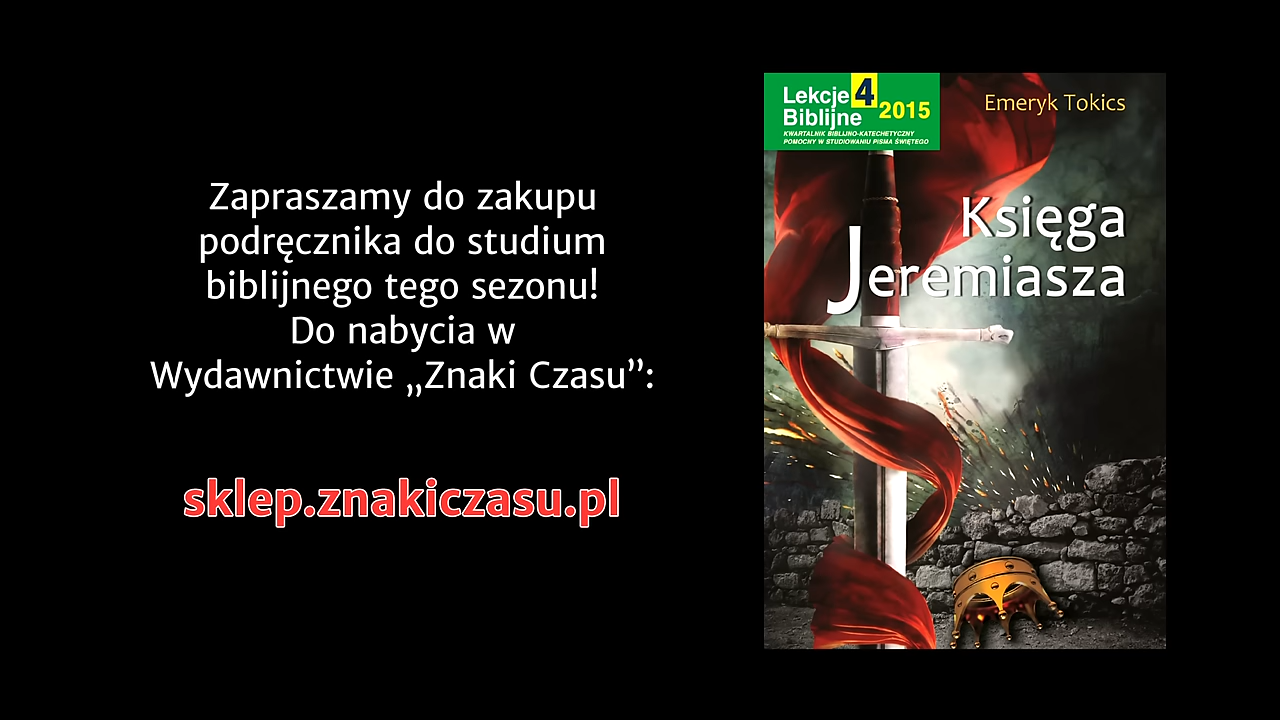 Zapraszamy do zakupu
podręcznika do studium
biblijnego tego sezonu!
Do nabycia w
Wydawnictwie „Znaki Czasu”:
sklep.znakiczasu.pl
Lekcje 4
Biblijne 2015
KWARTALNIK BIBLIJNO-KATECHETYCZNY
POMOCNY W STUDIOWANIU PISMA ŚWIĘTEGO
Emeryk Tokics
Księga
Jeremiasza